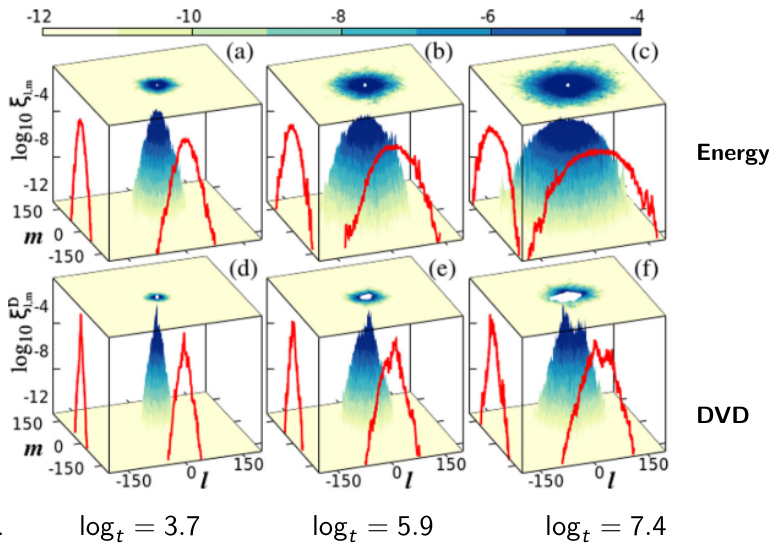 -12 -10 -8 -6 -4
(a) (b) (c)
log10 ξl,m
-4
-8
-12
150
m 0
-150
Energy
(d) (e) (f)
log10 ξDl,m
-4
-8
-12
150
m 0
-150
-150 0 l 150
-150 0 l 150
-150 0 l 150
DVD
logt = 3.7 logt = 5.9 logt = 7.4